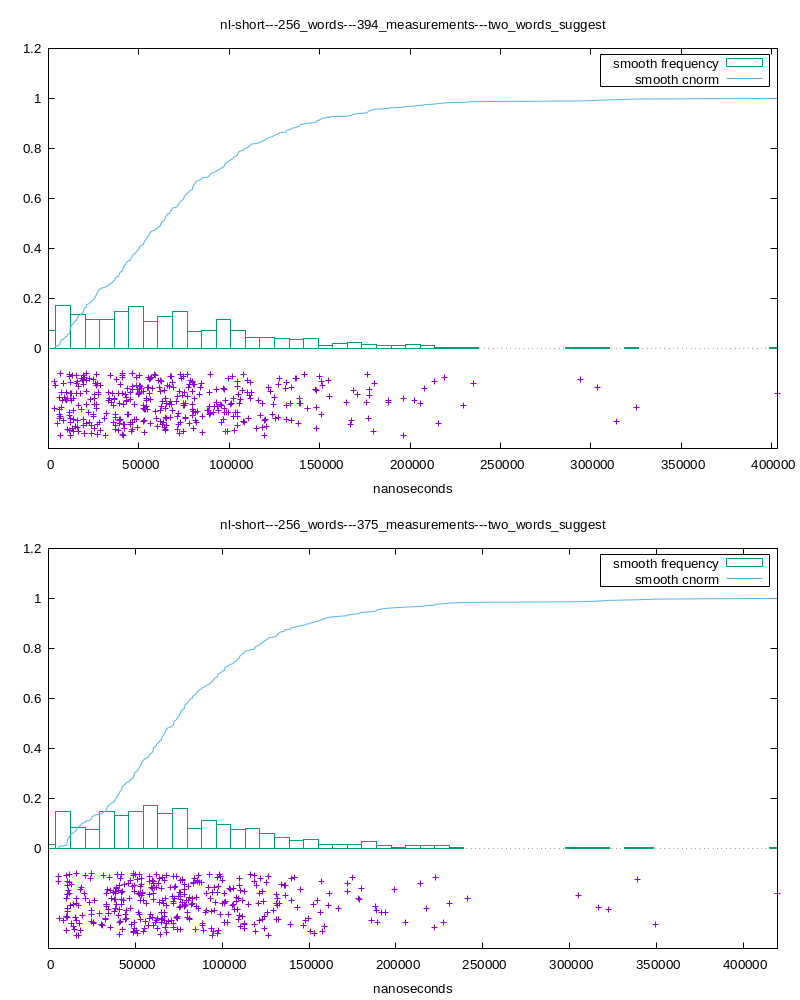 nl-short---256_words---394_measurements---two_words_suggest
1.2
smooth frequency
smooth cnorm
1
0.8
0.6
0.4
0.2
0
0 50000 100000 150000 200000 250000 300000 350000 400000
nanoseconds
nl-short---256_words---375_measurements---two_words_suggest
1.2
smooth frequency
smooth cnorm
1
0.8
0.6
0.4
0.2
0
0 50000 100000 150000 200000 250000 300000 350000 400000
nanoseconds